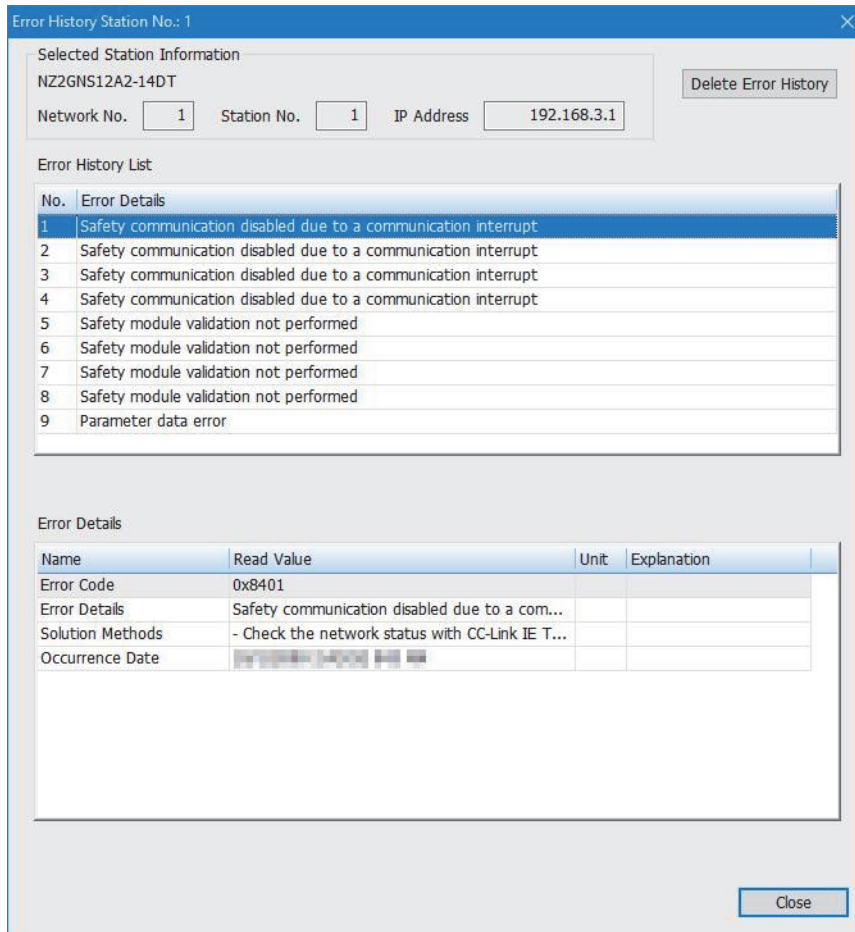 Error History Station No.: 1
Selected Station Information
NZ2GNS12A2-14DT
Delete Error History
Network No. 1 Station No. 1 IP Address 192.168.3.1
Error History List
No. Error Details
1 Safety communication disabled due to a communication interrupt
2 Safety communication disabled due to a communication interrupt
3 Safety communication disabled due to a communication interrupt
4 Safety communication disabled due to a communication interrupt
5 Safety module validation not performed
6 Safety module validation not performed
7 Safety module validation not performed
8 Safety module validation not performed
9 Parameter data error
Error Details
Name Read Value Unit Explanation
Error Code 0x8401
Error Details Safety communication disabled due to a com...
Solution Methods - Check the network status with CC-Link IE T...
Occurrence Date
Close